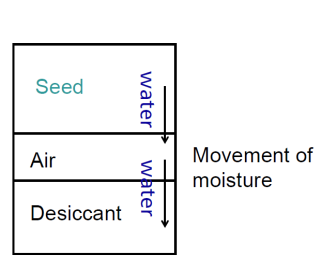 Seed
water
Air
water
Desiccant
Movement of
moisture